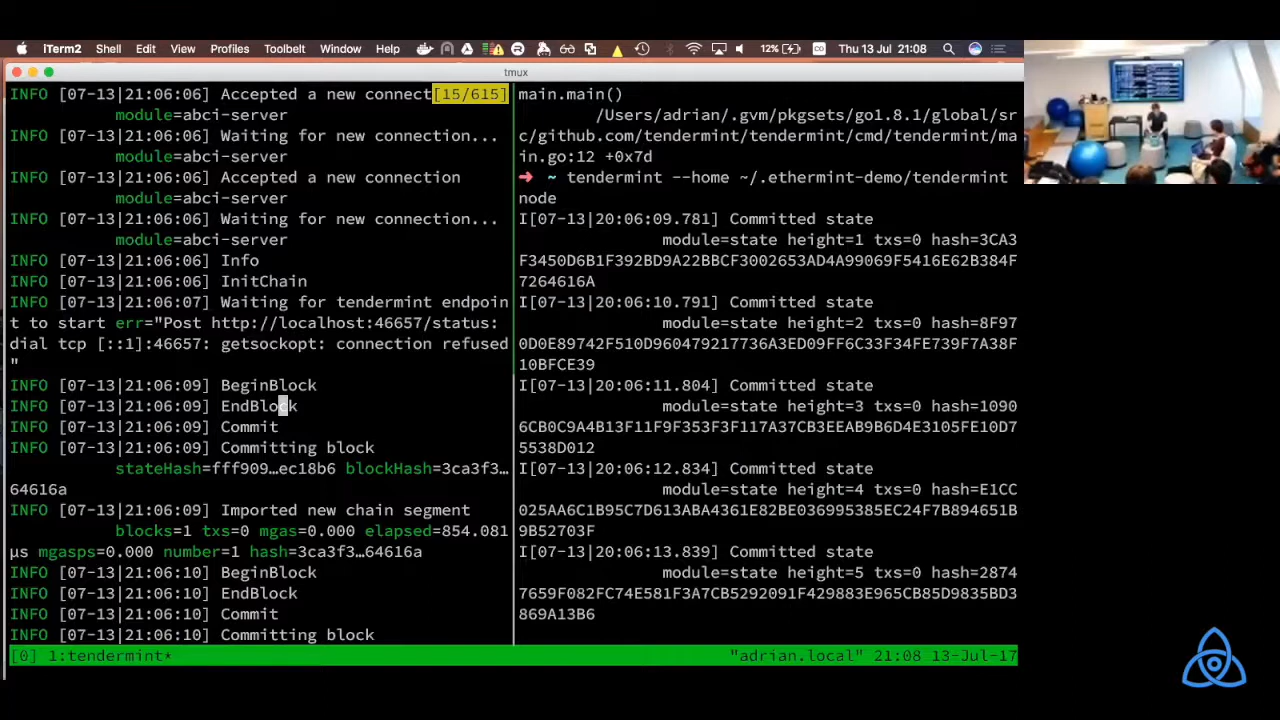 iTerm2 Shell Edit View Profiles Toolbelt Window Help 12% Thu 13 Jul 21:08
tmux
INFO [07-13|21:06:06] Accepted a new connect[15/615]
module=abci-server
INFO [07-13|21:06:06] Waiting for new connection...
module=abci-server
INFO [07-13|21:06:06] Accepted a new connection
module=abci-server
INFO [07-13|21:06:06] Waiting for new connection...
module=abci-server
INFO [07-13|21:06:06] Info
INFO [07-13|21:06:06] InitChain
INFO [07-13|21:06:07] Waiting for tendermint endpoin
t to start err="Post http://localhost:46657/status:
dial tcp [::1]:46657: getsockopt: connection refused
"
INFO [07-13|21:06:09] BeginBlock
INFO [07-13|21:06:09] EndBlock
INFO [07-13|21:06:09] Commit
INFO [07-13|21:06:09] Committing block
stateHash=fff909…ec18b6 blockHash=3ca3f3…
64616a
INFO [07-13|21:06:09] Imported new chain segment
blocks=1 txs=0 mgas=0.000 elapsed=854.081
µs mgasps=0.000 number=1 hash=3ca3f3…64616a
INFO [07-13|21:06:10] BeginBlock
INFO [07-13|21:06:10] EndBlock
INFO [07-13|21:06:10] Commit
INFO [07-13|21:06:10] Committing block
main.main()
/Users/adrian/.gvm/pkgsets/go1.8.1/global/sr
c/github.com/tendermint/tendermint/cmd/tendermint/ma
in.go:12 +0x7d
➜ ~ tendermint --home ~/.ethermint-demo/tendermint
node
I[07-13|20:06:09.781] Committed state
module=state height=1 txs=0 hash=3CA3
F3450D6B1F392BD9A22BBCF3002653AD4A99069F5416E62B384F
7264616A
I[07-13|20:06:10.791] Committed state
module=state height=2 txs=0 hash=8F97
0D0E89742F510D960479217736A3ED09FF6C33F34FE739F7A38F
10BFCE39
I[07-13|20:06:11.804] Committed state
module=state height=3 txs=0 hash=1090
6CB0C9A4B13F11F9F353F3F117A37CB3EEAB9B6D4E3105FE10D7
5538D012
I[07-13|20:06:12.834] Committed state
module=state height=4 txs=0 hash=E1CC
025AA6C1B95C7D613ABA4361E82BE036995385EC24F7B894651B
9B52703F
I[07-13|20:06:13.839] Committed state
module=state height=5 txs=0 hash=2874
7659F082FC74E581F3A7CB5292091F429883E965CB85D9835BD3
869A13B6
[0] 1:tendermint* "adrian.local" 21:08 13-Jul-17